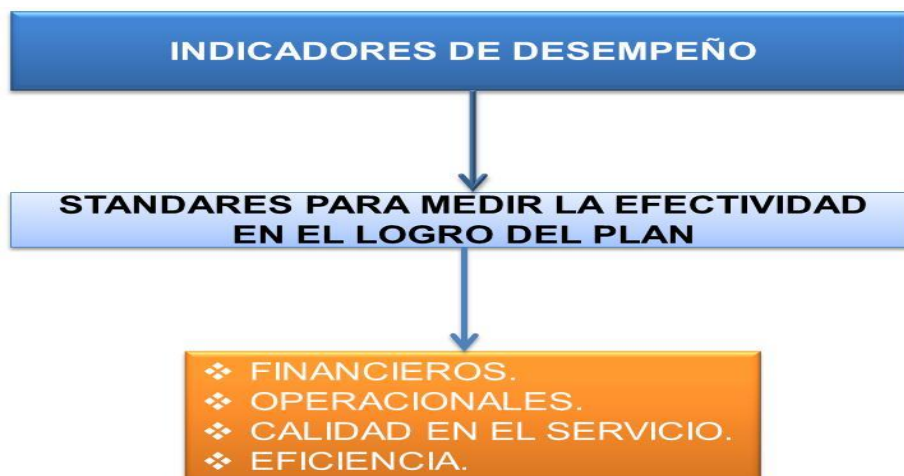 INDICADORES DE DESEMPEÑO
STANDARES PARA MEDIR LA EFECTIVIDAD
EN EL LOGRO DEL PLAN
❖ FINANCIEROS.
❖ OPERACIONALES.
❖ CALIDAD EN EL SERVICIO.
❖ EFICIENCIA.